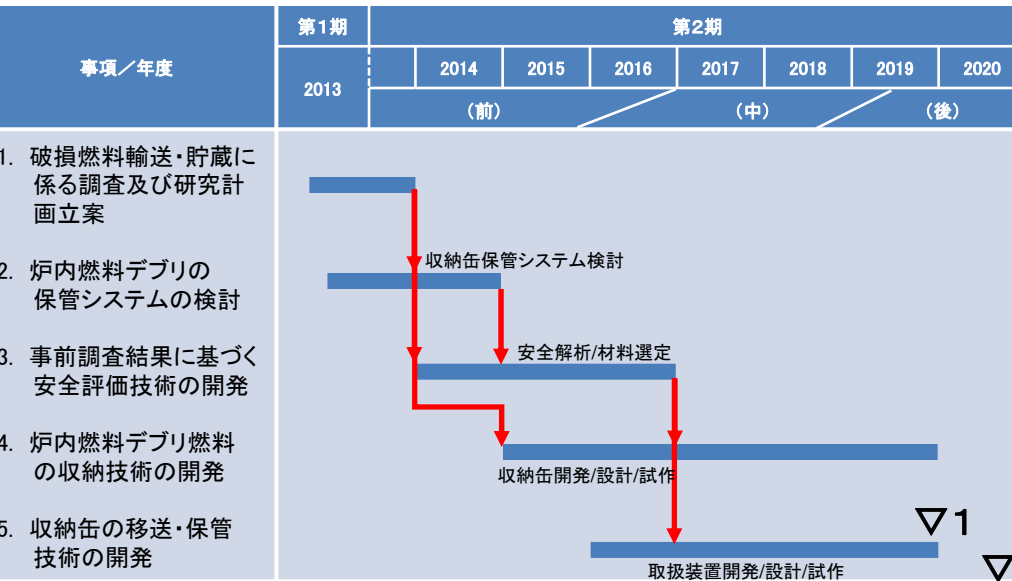 事項／年度
第1期
第2期
2013
2014
2015
2016
2017
2018
2019
2020
（前）
（中）
（後）
1. 破損燃料輸送・貯蔵に
係る調査及び研究計
画立案
2. 炉内燃料デブリの
保管システムの検討
収納缶保管システム検討
3. 事前調査結果に基づく
安全評価技術の開発
安全解析/材料選定
4. 炉内燃料デブリ燃料
の収納技術の開発
収納缶開発/設計/試作
5. 収納缶の移送・保管
技術の開発
▽1
取扱装置開発/設計/試作
▽